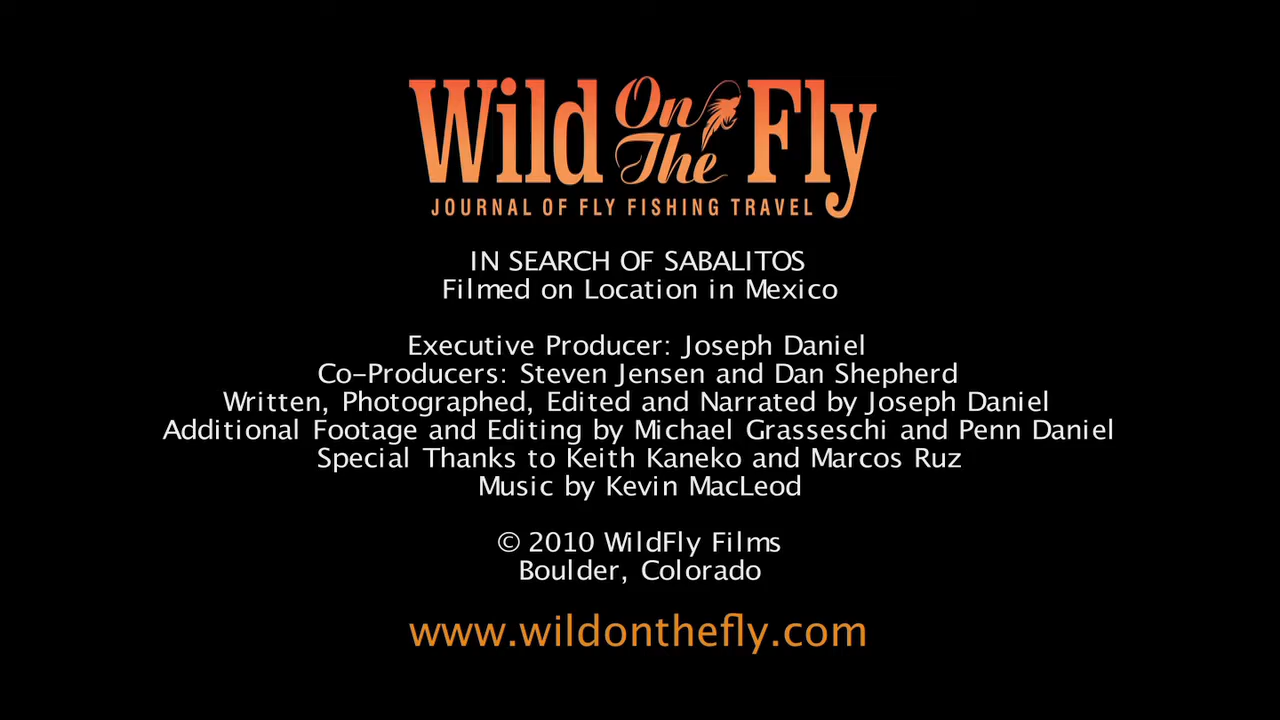 Wild On The Fly
JOURNAL OF FLY FISHING TRAVEL
IN SEARCH OF SABALITOS
Filmed on Location in Mexico
Executive Producer: Joseph Daniel
Co-Producers: Steven Jensen and Dan Shepherd
Written, Photographed, Edited and Narrated by Joseph Daniel
Additional Footage and Editing by Michael Grasseschi and Penn Daniel
Special Thanks to Keith Kaneko and Marcos Ruz
Music by Kevin MacLeod
© 2010 WildFly Films
Boulder, Colorado
www.wildonthefly.com